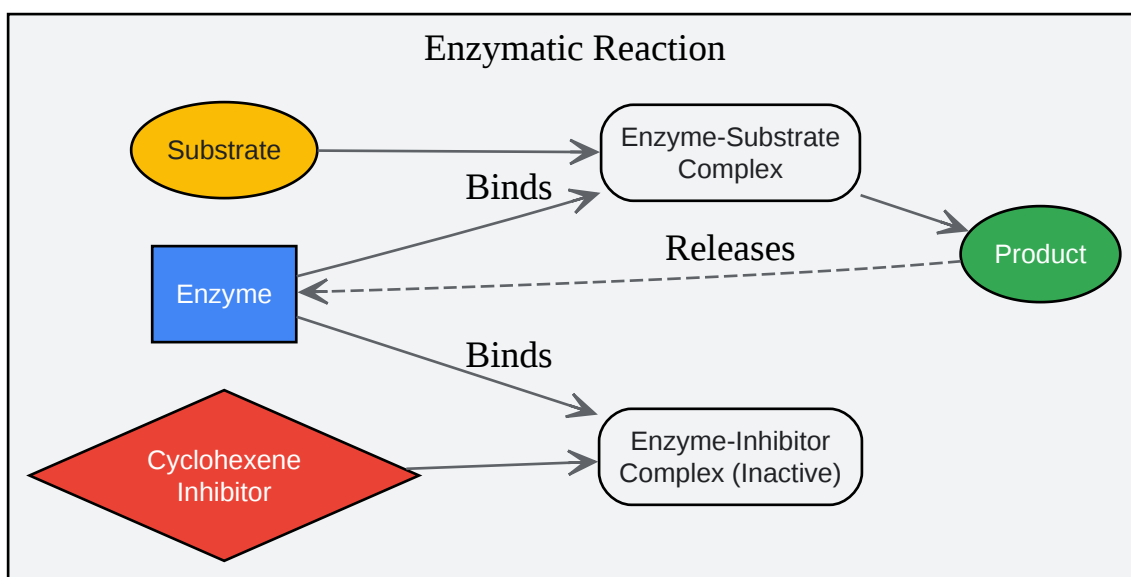 Enzymatic Reaction
Substrate
Enzyme-Substrate
Complex
Binds
Releases
Product
Enzyme
Binds
Cyclohexene
Inhibitor
Enzyme-Inhibitor
Complex (Inactive)